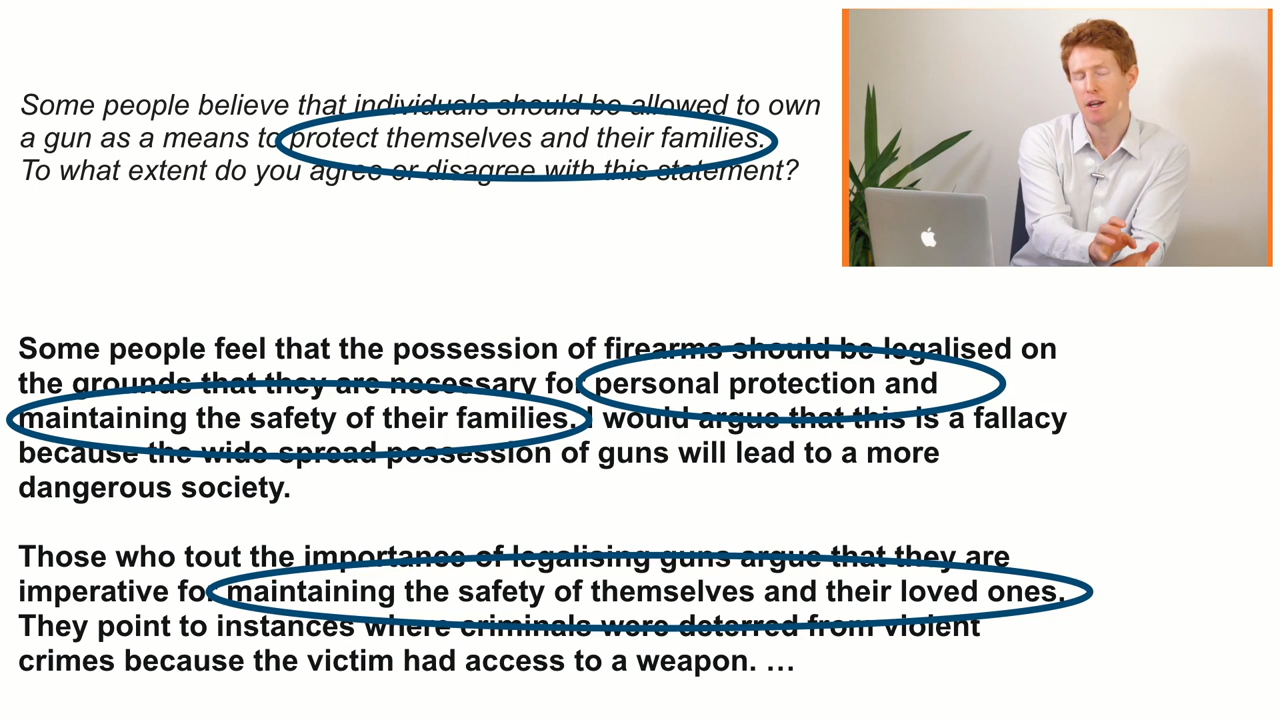 Some people believe that individuals should be allowed to own
a gun as a means to protect themselves and their families.
To what extent do you agree or disagree with this statement?
Some people feel that the possession of firearms should be legalised on
the grounds that they are necessary for personal protection and
maintaining the safety of their families. I would argue that this is a fallacy
because the wide-spread possession of guns will lead to a more
dangerous society.
Those who tout the importance of legalising guns argue that they are
imperative for maintaining the safety of themselves and their loved ones.
They point to instances where criminals were deterred from violent
crimes because the victim had access to a weapon. …